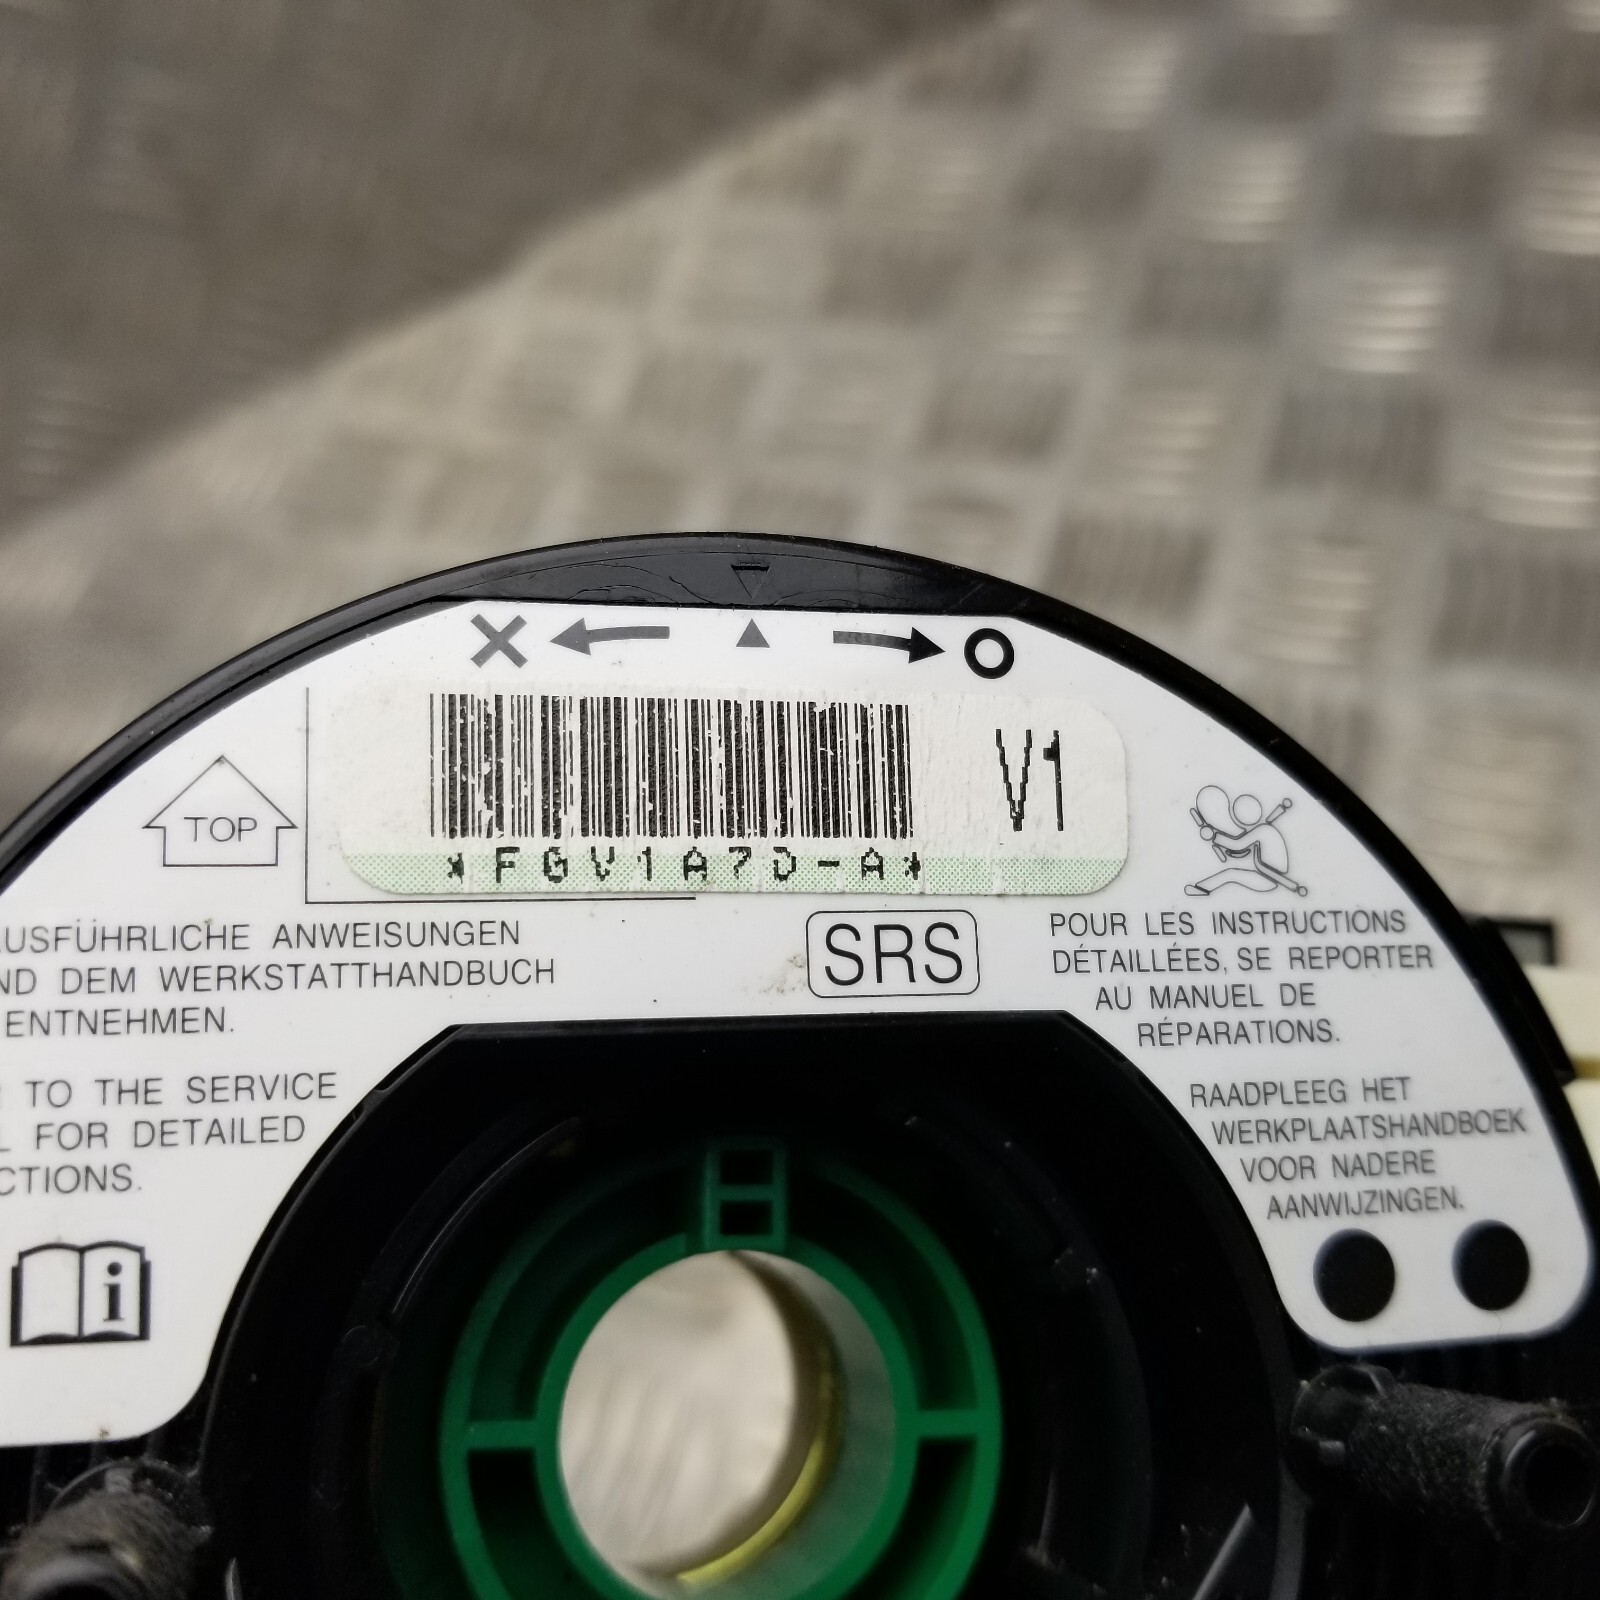 V1
TOP
*FGV1A7D-A*
SRS
AUSFÜHRLICHE ANWEISUNGEN
ND DEM WERKSTATTHANDBUCH
ENTNEHMEN.
TO THE SERVICE
L FOR DETAILED
CTIONS.
i
POUR LES INSTRUCTIONS
DÉTAILLÉES, SE REPORTER
AU MANUEL DE
RÉPARATIONS.
RAADPLEEG HET
WERKPLAATSHANDBOEK
VOOR NADERE
AANWIJZINGEN.